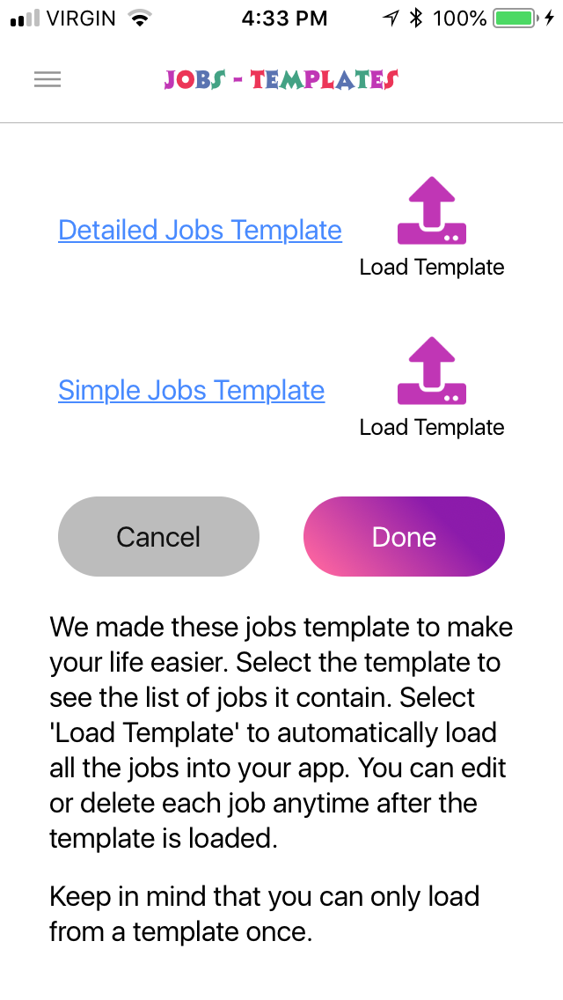 VIRGIN 4:33 PM 100%
JOBS - TEMPLATES
Detailed Jobs Template
Load Template
Simple Jobs Template
Load Template
Cancel Done
We made these jobs template to make
your life easier. Select the template to
see the list of jobs it contain. Select
'Load Template' to automatically load
all the jobs into your app. You can edit
or delete each job anytime after the
template is loaded.
Keep in mind that you can only load
from a template once.